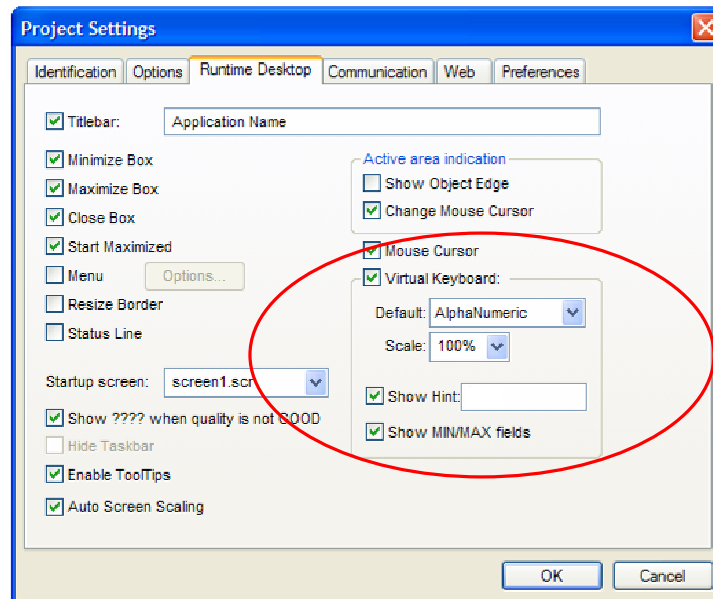 Project Settings
Identification Options Runtime Desktop Communication Web Preferences
Titlebar: Application Name
Minimize Box
Maximize Box
Close Box
Start Maximized
Menu Options...
Resize Border
Status Line
Startup screen: screen1.scr
Show ???? when quality is not GOOD
Hide Taskbar
Enable ToolTips
Auto Screen Scaling
Active area indication
Show Object Edge
Change Mouse Cursor
Mouse Cursor
Virtual Keyboard:
Default: AlphaNumeric
Scale: 100%
Show Hint:
Show MIN/MAX fields
OK Cancel